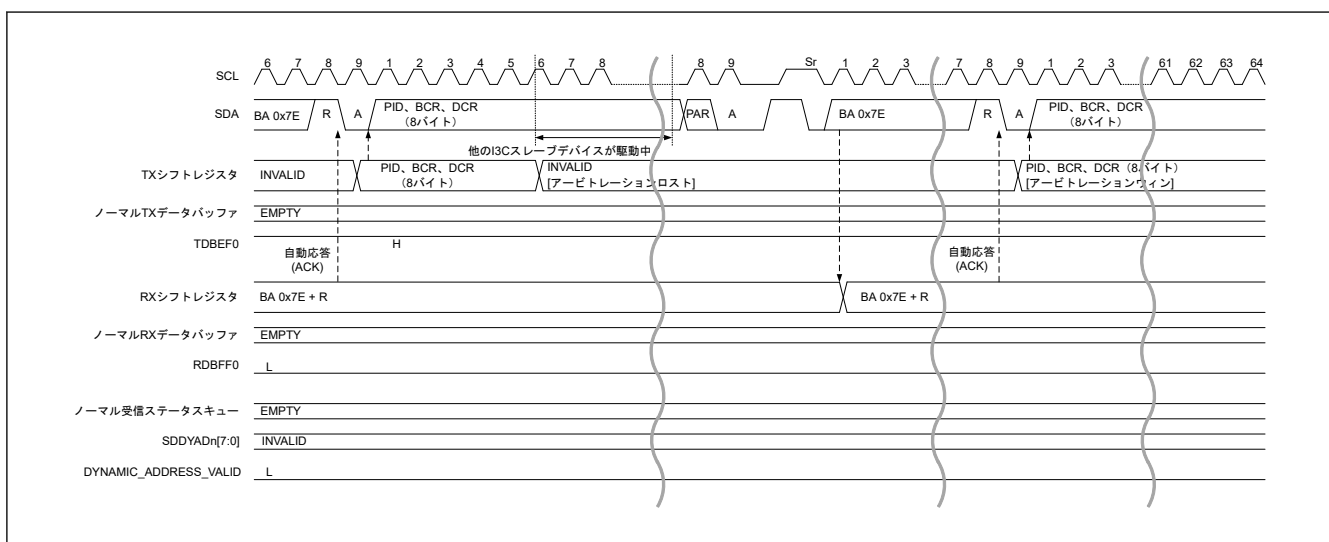 6 7 8 9 1 2 3 4 5 6 7 8 8 9 Sr 1 2 3 7 8 9 1 2 3 61 62 63 64
SCL
SDA BA 0x7E R A PID、BCR、DCR PAR A BA 0x7E R A PID、BCR、DCR
（8バイト） （8バイト）
他のI3Cスレーブデバイスが駆動中
TXシフトレジスタ INVALID PID、BCR、DCR INVALID PID、BCR、DCR（8バイト）
（8バイト） [アービトレーションロスト] [アービトレーションウィン]
ノーマルTXデータバッファ EMPTY
TDBEF0 H
自動応答 自動応答
(ACK) (ACK)
RXシフトレジスタ BA 0x7E + R BA 0x7E + R
ノーマルRXデータバッファ EMPTY
RDBFF0 L
ノーマル受信ステータスキュー EMPTY
SDDYADn[7:0] INVALID
DYNAMIC_ADDRESS_VALID L